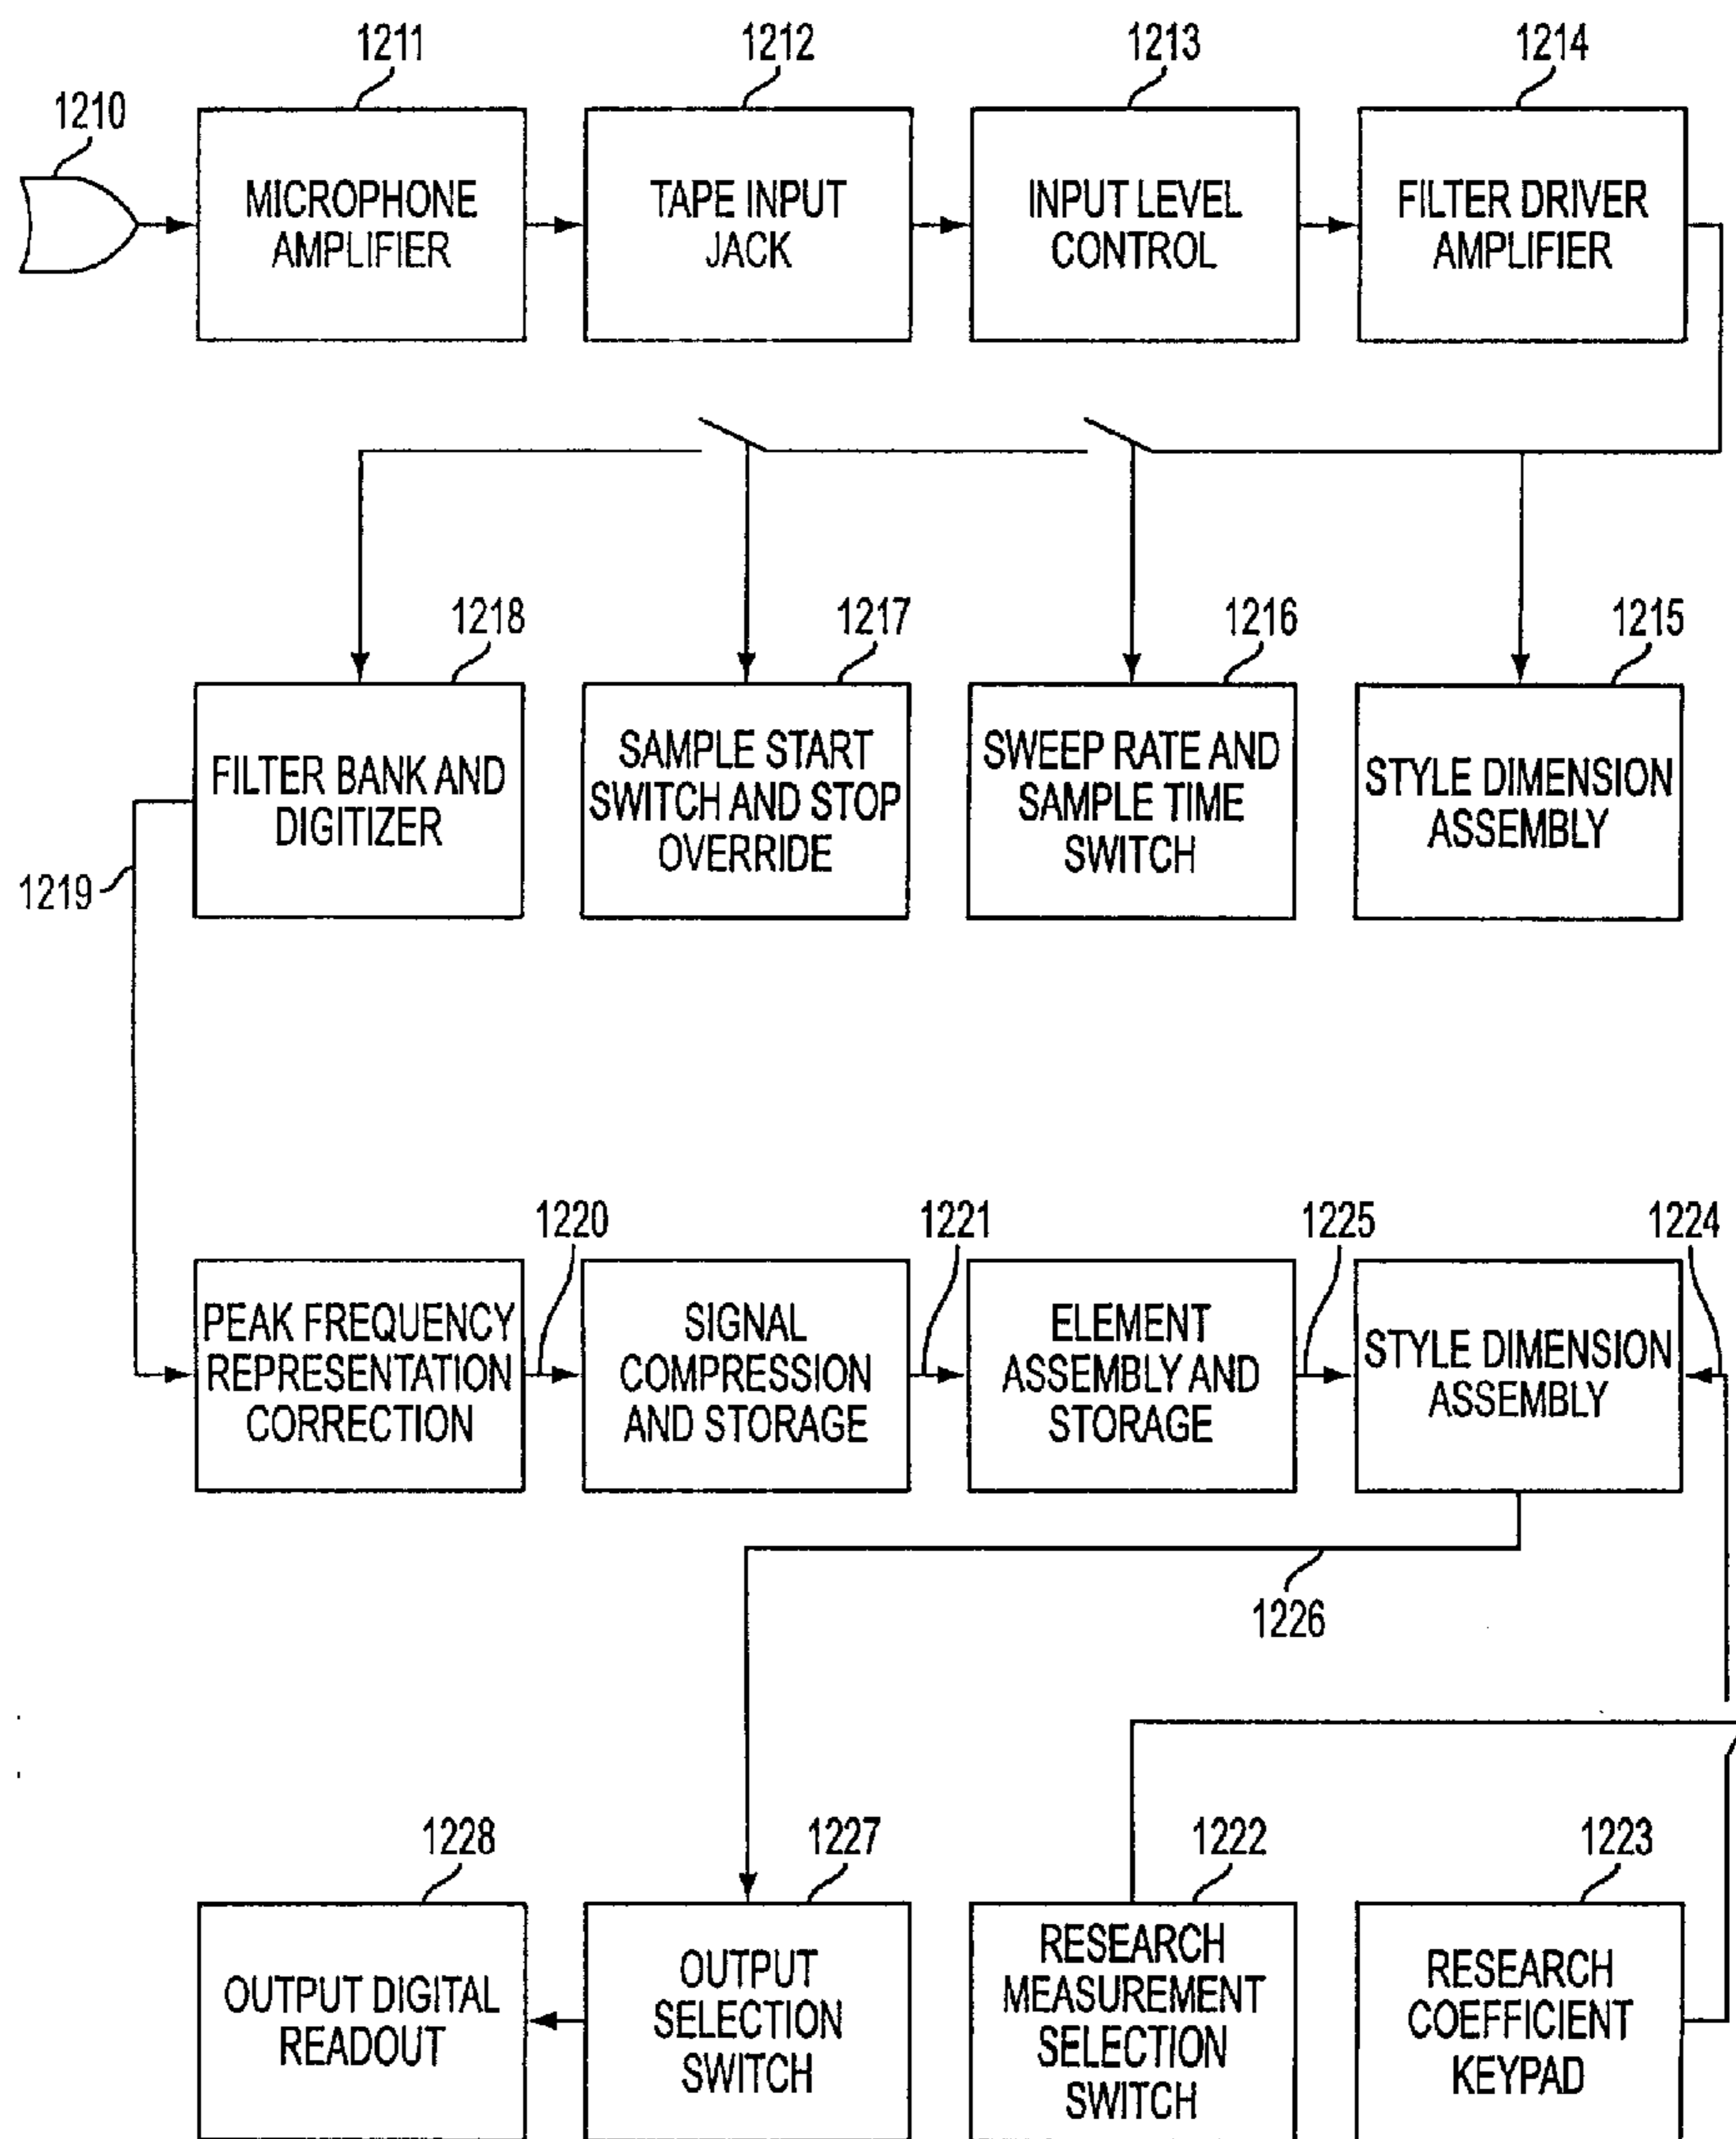 1210
1211
1212
1213
1214
MICROPHONE
AMPLIFIER
TAPE INPUT
JACK
INPUT LEVEL
CONTROL
FILTER DRIVER
AMPLIFIER
1218
1217
1216
1215
FILTER BANK AND
DIGITIZER
SAMPLE START
SWITCH AND STOP
OVERRIDE
SWEEP RATE AND
SAMPLE TIME
SWITCH
STYLE DIMENSION
ASSEMBLY
1219
1220
1221
1225
1224
PEAK FREQUENCY
REPRESENTATION
CORRECTION
SIGNAL
COMPRESSION
AND STORAGE
ELEMENT
ASSEMBLY AND
STORAGE
STYLE DIMENSION
ASSEMBLY
1226
1228
1227
1222
1223
OUTPUT DIGITAL
READOUT
OUTPUT
SELECTION
SWITCH
RESEARCH
MEASUREMENT
SELECTION
SWITCH
RESEARCH
COEFFICIENT
KEYPAD